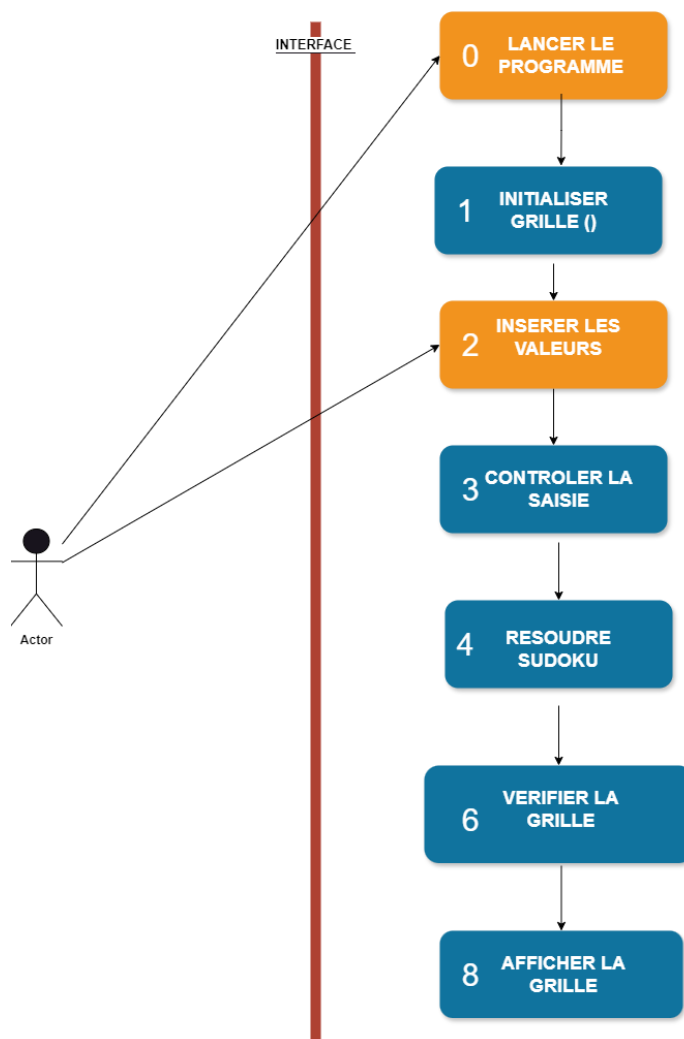 INTERFACE
0
LANCER LE
PROGRAMME
1
INITIALISER
GRILLE ()
2
INSERER LES
VALEURS
3
CONTROLER LA
SAISIE
Actor
4
RESOUDRE
SUDOKU
6
VERIFIER LA
GRILLE
8
AFFICHER LA
GRILLE